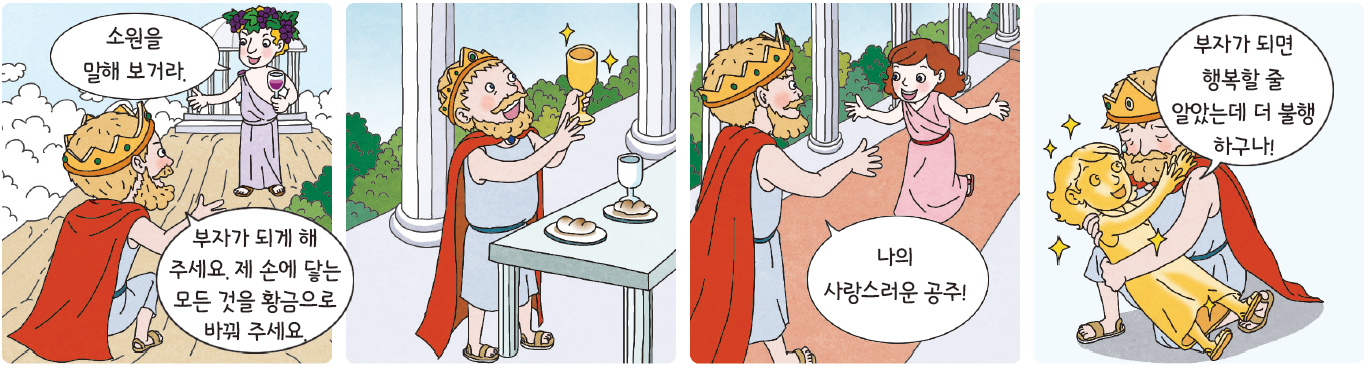 소원을
말해 보거라.
부자가 되게 해
주세요. 제 손에 닿는
모든 것을 황금으로
바꿔 주세요.
나의
사랑스러운 공주!
부자가 되면
행복할 줄
알았는데 더 불행
하구나!